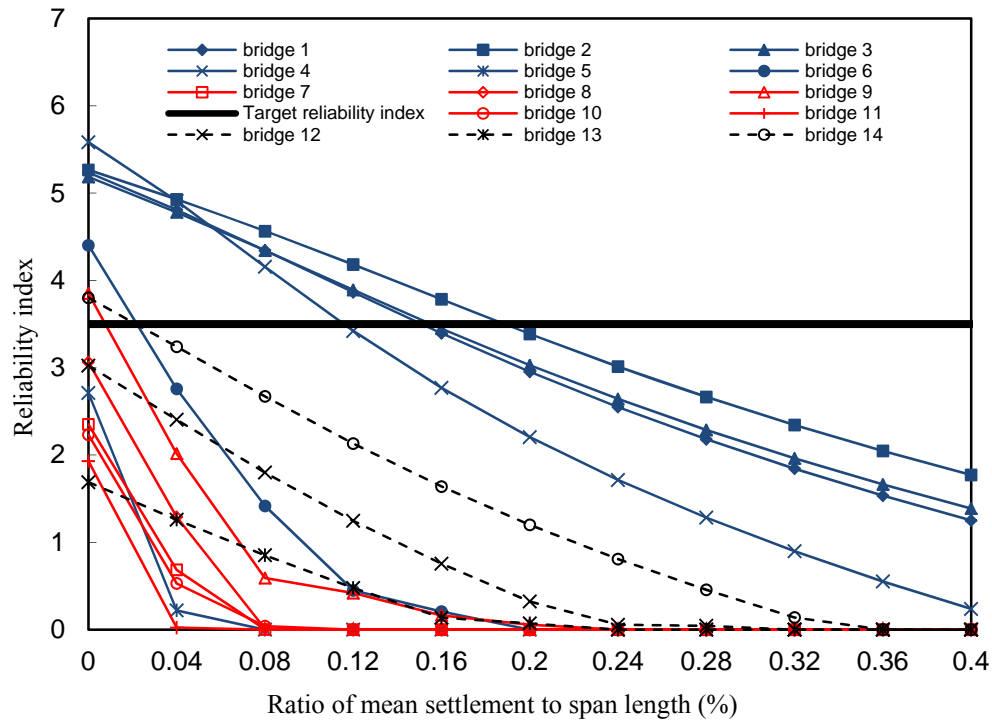 7
6
5
4
3
2
1
0
Reliability index
bridge 1 bridge 2 bridge 3
bridge 4 bridge 5 bridge 6
bridge 7 bridge 8 bridge 9
Target reliability index bridge 10 bridge 11
bridge 12 bridge 13 bridge 14
0 0.04 0.08 0.12 0.16 0.2 0.24 0.28 0.32 0.36 0.4
Ratio of mean settlement to span length (%)